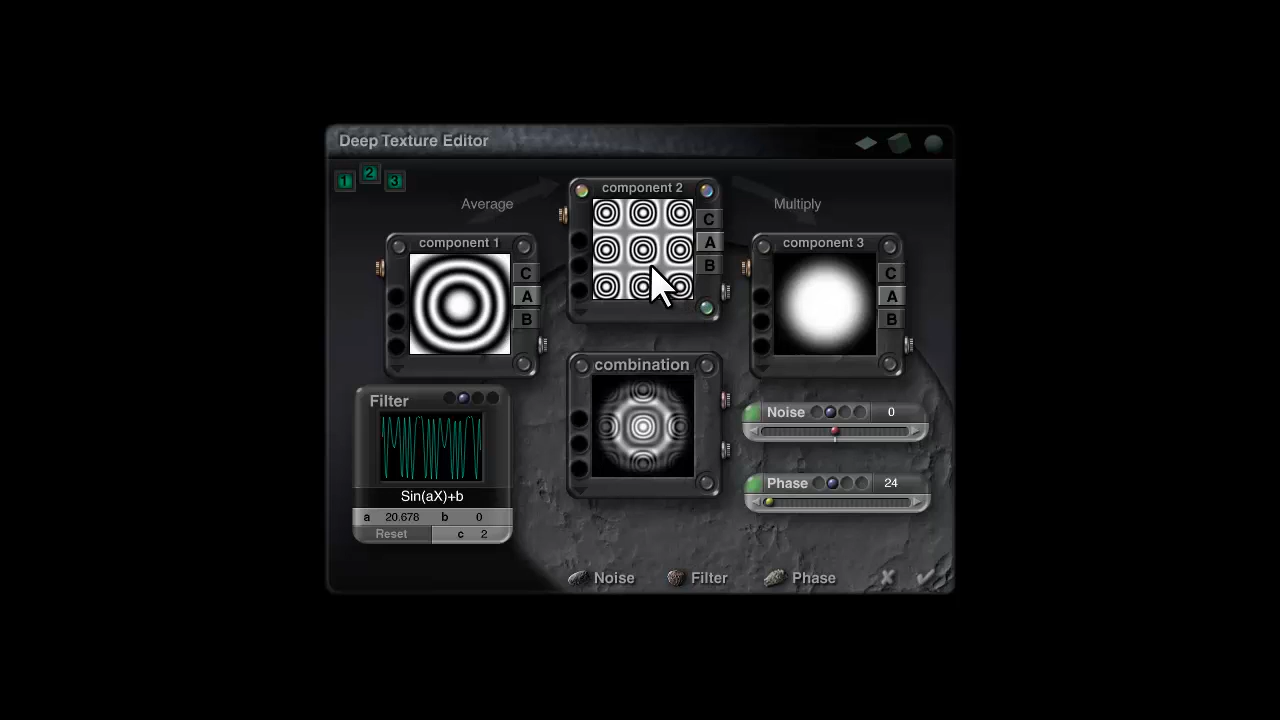 Deep Texture Editor
1 2 3
Average
component 2
Multiply
C
A
B
component 1
C
A
B
component 3
C
A
B
combination
Filter
Sin(aX)+b
a 20.678 b 0
Reset c 2
Noise 0
Phase 24
Noise Filter Phase